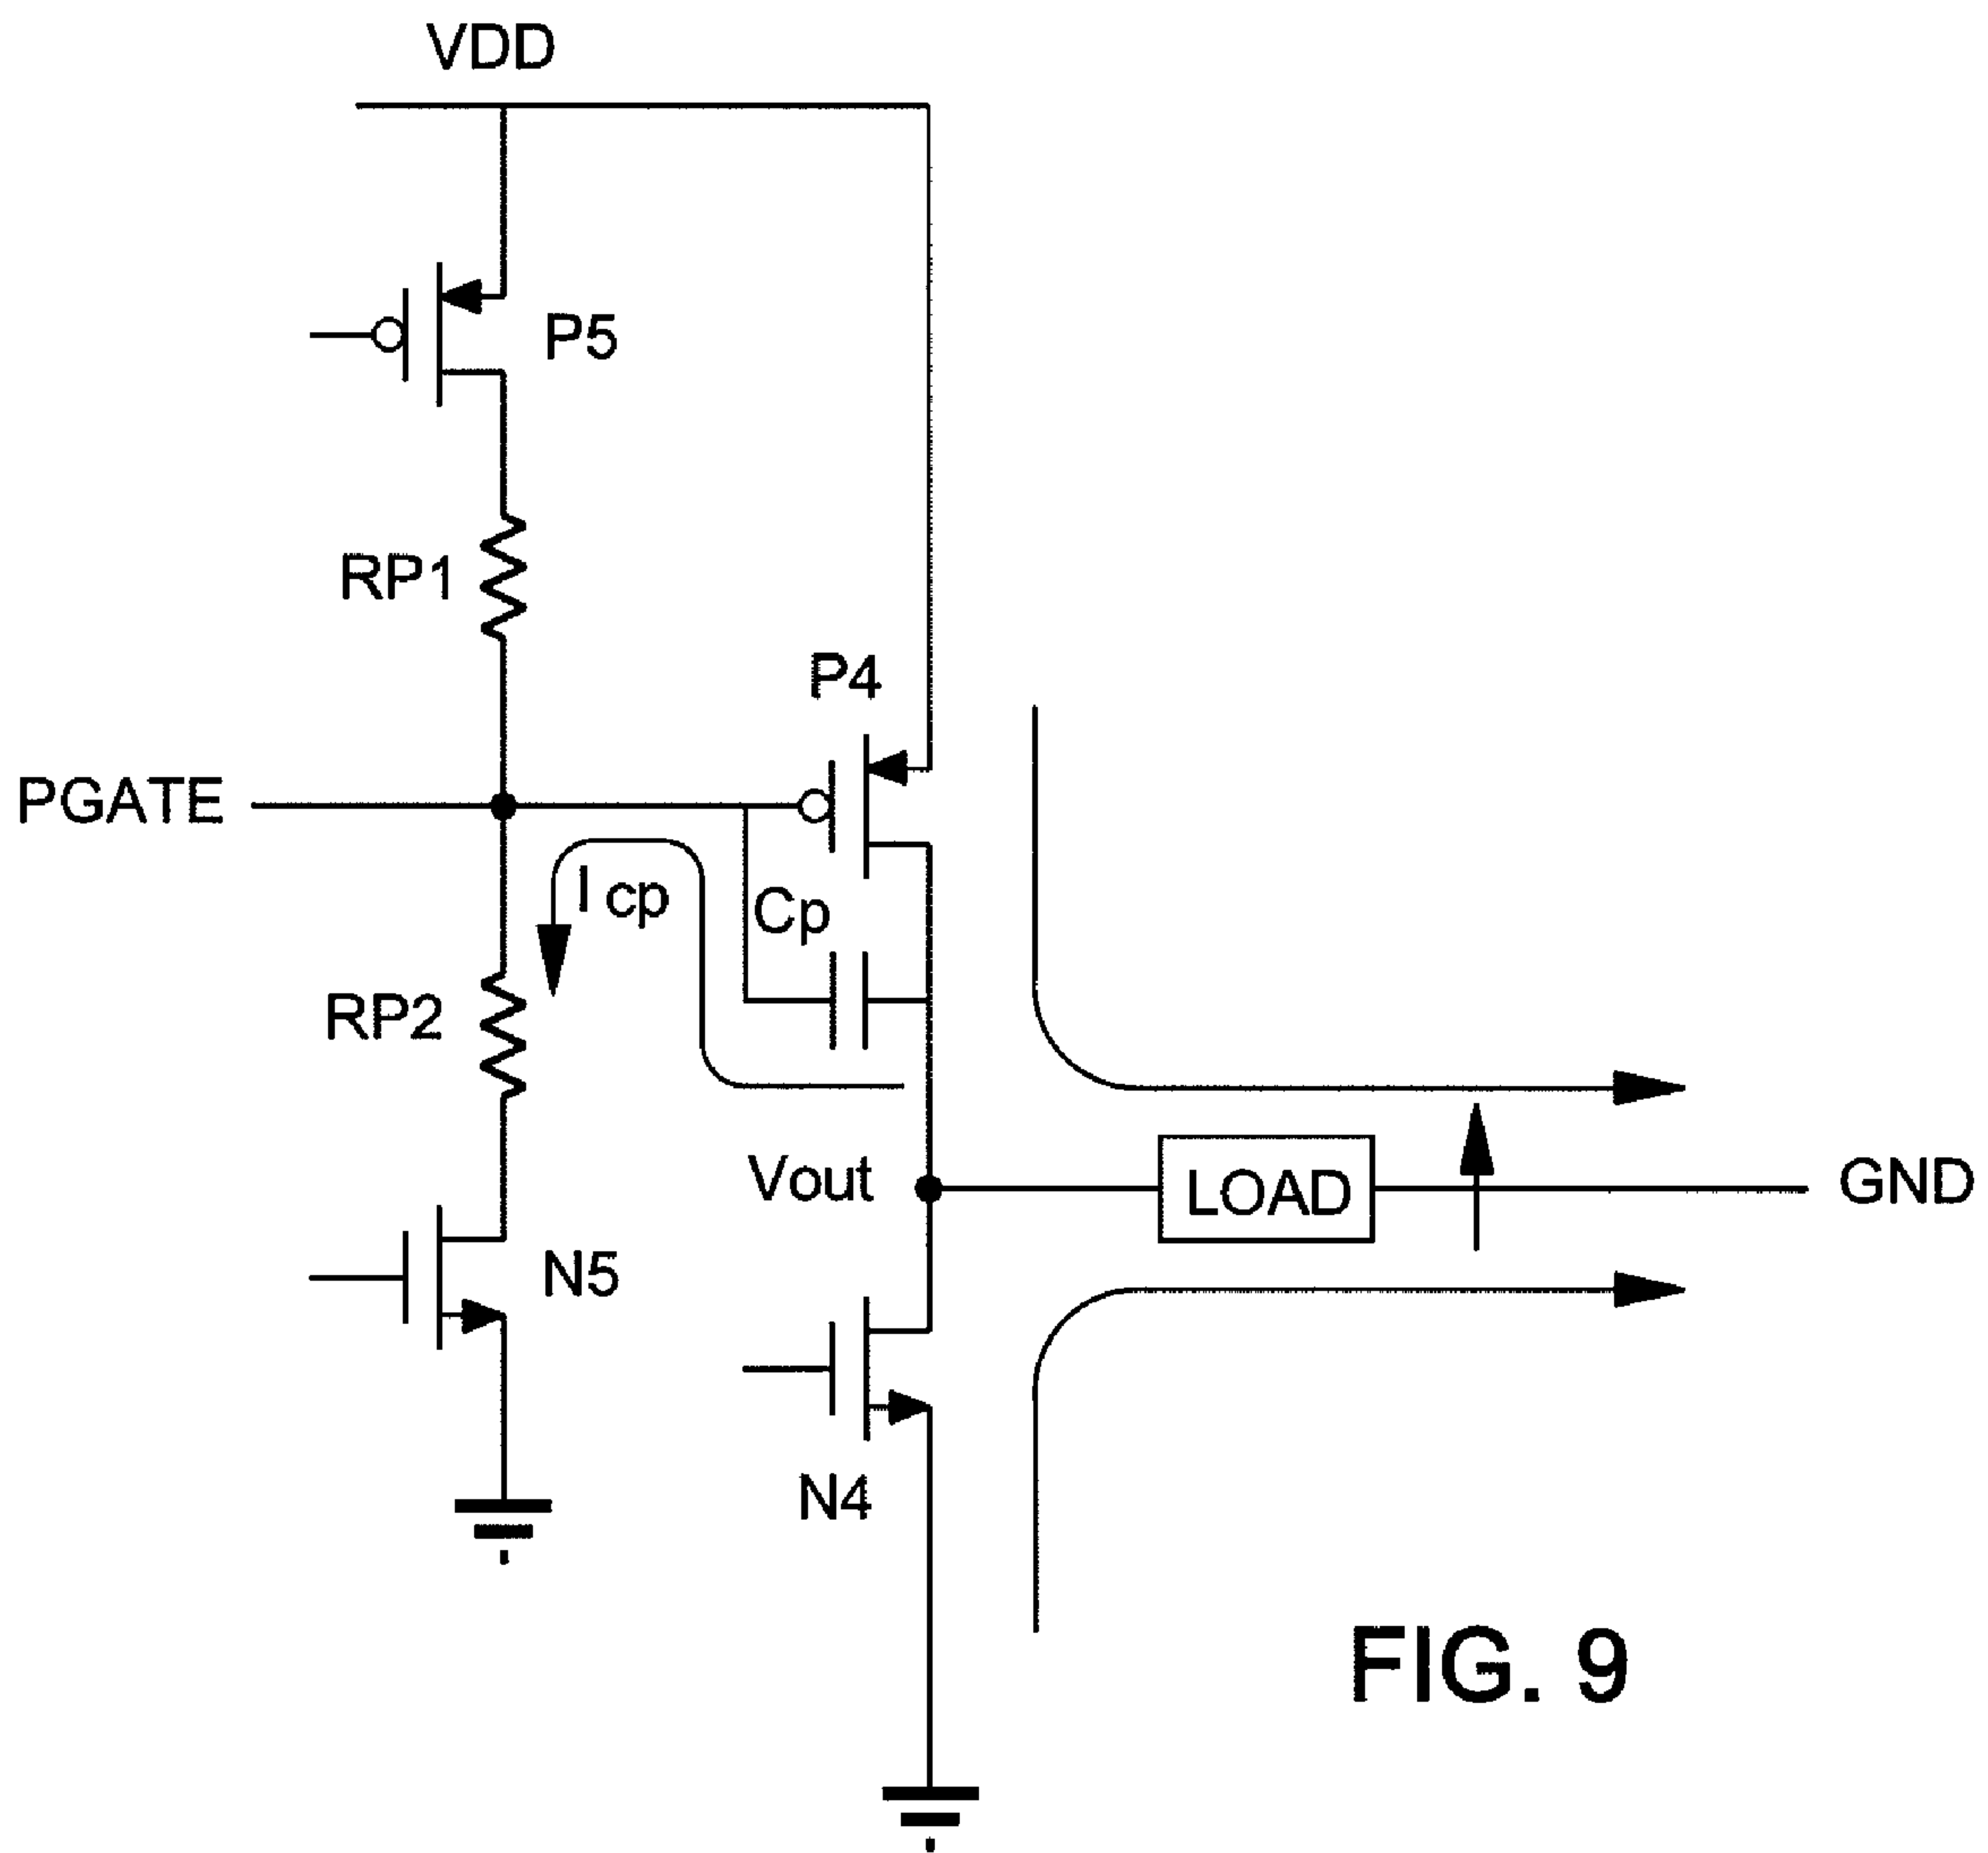 VDD
P5
RP1
P4
PGATE
I cp
Cp
RP2
Vout
LOAD
GND
N5
N4
FIG. 9